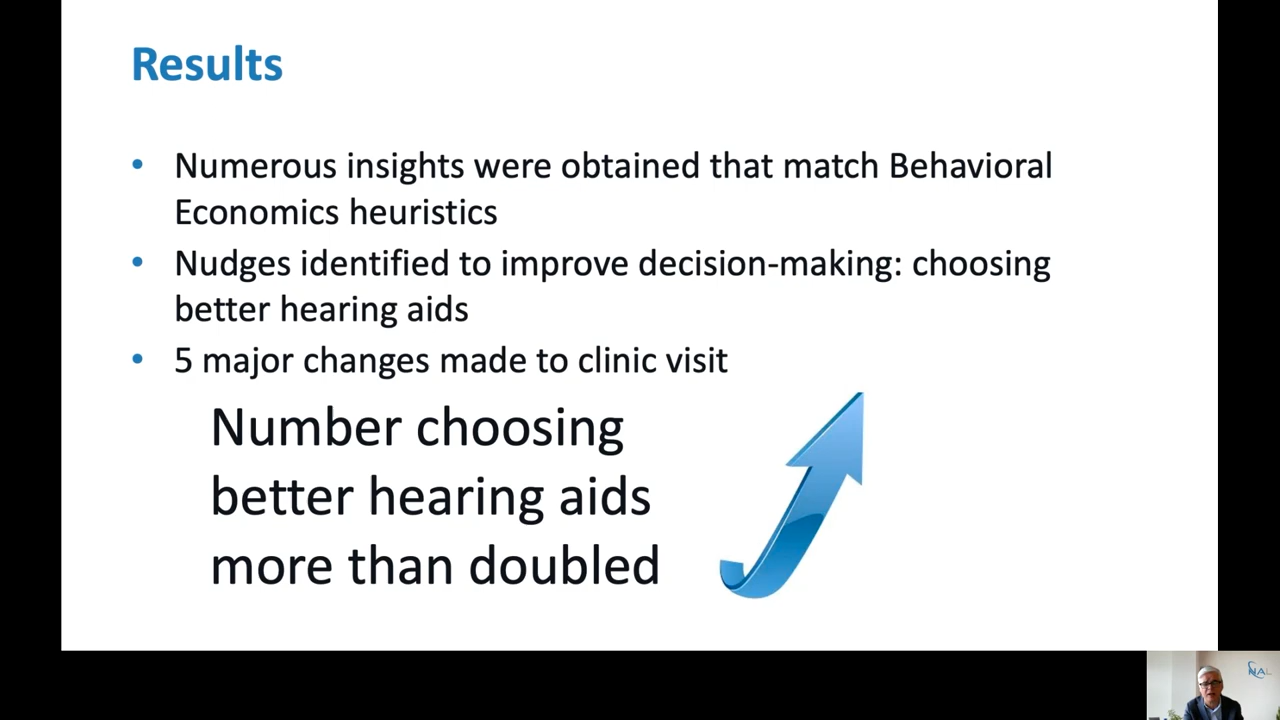 Results
• Numerous insights were obtained that match Behavioral
Economics heuristics
• Nudges identified to improve decision-making: choosing
better hearing aids
• 5 major changes made to clinic visit
Number choosing
better hearing aids
more than doubled
NAL